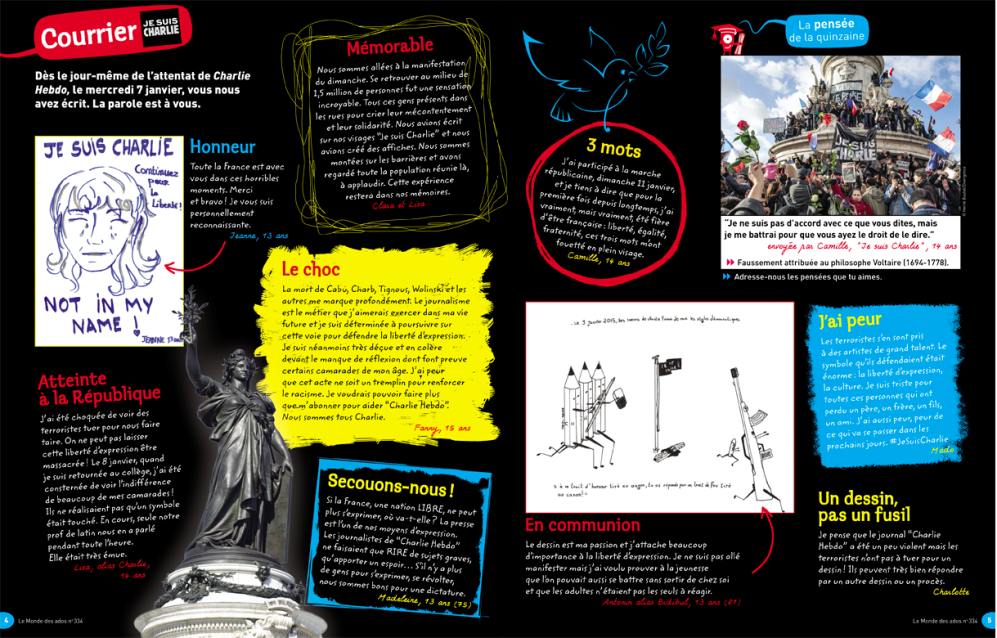 Courrier
JE SUIS
CHARLIE
Dès le jour-même de l'attentat de Charlie
Hebdo, le mercredi 7 janvier, vous nous
avez écrit. La parole est à vous.
JE SUIS CHARLIE
Continuez
pour
la
Liberté !
NOT IN MY
NAME !
JEANNE 13 ans
Honneur
Toute la France est avec
vous dans ces horribles
moments. Merci
et bravo ! Je vous suis
personnellement
reconnaissante.
Jeanne, 13 ans
Atteinte
à la République
J'ai été choquée de voir des
terroristes tuer pour nous faire
taire. On ne peut pas laisser
cette liberté d'expression être
massacrée ! Le 8 janvier, quand
je suis retournée au collège, j'ai été
consternée de voir l'indifférence
de beaucoup de mes camarades !
Ils ne réalisaient pas qu'un symbole
était touché. En cours, seule notre
prof de latin nous en a parlé
pendant toute l'heure.
Elle était très émue.
Lisa, alias Charlie,
14 ans
Mémorable
Nous sommes allées à la manifestation
du dimanche. Se retrouver au milieu de
1,5 million de personnes fut une sensation
incroyable. Tous ces gens présents dans
les rues pour crier leur mécontentement
et leur solidarité. Nous avions écrit
sur nos visages "Je suis Charlie" et nous
avions créé des affiches. Nous sommes
montées sur les barrières et avons
regardé toute la population réunie là,
à applaudir. Cette expérience
restera dans nos mémoires.
Clara et Lisa
Le choc
La mort de Cabu, Charb, Tignous, Wolinski et les
autres me marque profondément. Le journalisme
est le métier que j'aimerais exercer dans ma vie
future et je suis déterminée à poursuivre sur
cette voie pour défendre la liberté d'expression.
Je suis néanmoins très déçue et en colère
devant le manque de réflexion dont font preuve
certains camarades de mon âge. J'ai peur
que cet acte ne soit un tremplin pour renforcer
le racisme. Je voudrais pouvoir faire plus
que m'abonner pour aider "Charlie Hebdo".
Nous sommes tous Charlie.
Fanny, 15 ans
Secouons-nous !
Si la France, une nation LIBRE, ne peut
plus s'exprimer, où va-t-elle ? La presse
est l'un de nos moyens d'expression.
Les journalistes de "Charlie Hebdo"
ne faisaient que RIRE de sujets graves,
qu'apporter un espoir... S'il n'y a plus
de gens pour s'exprimer, se révolter,
nous sommes bons pour une dictature.
Madeleine, 13 ans (75)
4
Le Monde des ados n°334
3 mots
J'ai participé à la marche
républicaine, dimanche 11 janvier,
et je tiens à dire que pour la
première fois depuis longtemps, j'ai
vraiment, mais vraiment, été fière
d'être française : liberté, égalité,
fraternité, ces trois mots m'ont
fouetté en plein visage.
Camille, 14 ans
La pensée
de la quinzaine
JE SUIS
CHARLIE
"Je ne suis pas d'accord avec ce que vous dites, mais
je me battrai pour que vous ayez le droit de le dire."
envoyée par Camille, "Je suis Charlie", 14 ans
Faussement attribuée au philosophe Voltaire (1694-1778).
Adresse-nous les pensées que tu aimes.
En communion
Le dessin est ma passion et j'attache beaucoup
d'importance à la liberté d'expression. Je ne suis pas allé
manifester mais j'ai voulu prouver à la jeunesse
que l'on pouvait aussi se battre sans sortir de chez soi
et que les adultes n'étaient pas les seuls à réagir.
Antonin alias Bidibul, 13 ans (81)
J'ai peur
Les terroristes s'en sont pris
à des artistes de grand talent. Le
symbole qu'ils défendaient était
énorme : la liberté d'expression,
la culture. Je suis triste pour
toutes ces personnes qui ont
perdu un père, un frère, un fils,
un ami. J'ai aussi peur, peur de
ce qui va se passer dans les
prochains jours. #JeSuisCharlie
Mado
Un dessin,
pas un fusil
Je pense que le journal "Charlie
Hebdo" a été un peu violent mais les
terroristes n'ont pas à tuer pour un
dessin ! Ils peuvent très bien répondre
par un autre dessin ou un procès.
Charlotte
Le Monde des ados n°334
5